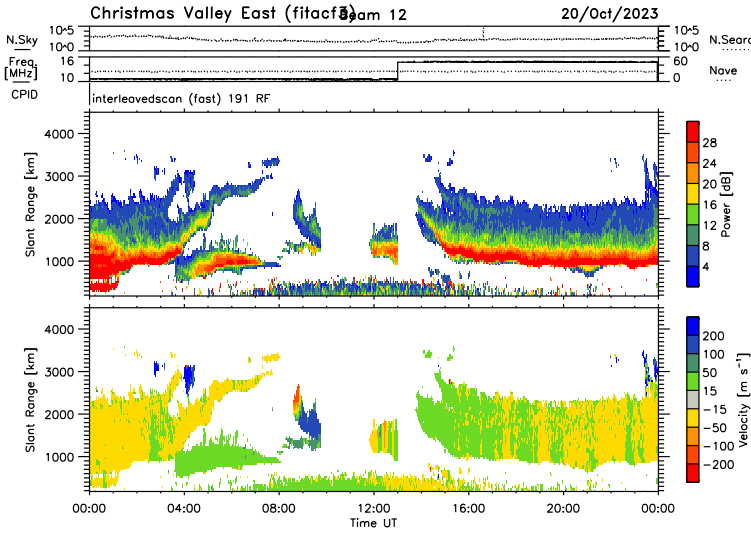 Christmas Valley East (fitacf3) Beam 12 20/Oct/2023
N.Sky 10^5 10^0 10^5 10^0 N.Sear
Freq. [MHz] 16 10 60 0 Nave
CPID interleavedscan (fast) 191 RF
Slant Range [km] 4000 3000 2000 1000
Power [dB] 28 24 20 16 12 8 4
Slant Range [km] 4000 3000 2000 1000
Velocity [m s⁻¹] 200 100 50 15 -15 -50 -100 -200
00:00 04:00 08:00 12:00 16:00 20:00 00:00
Time UT